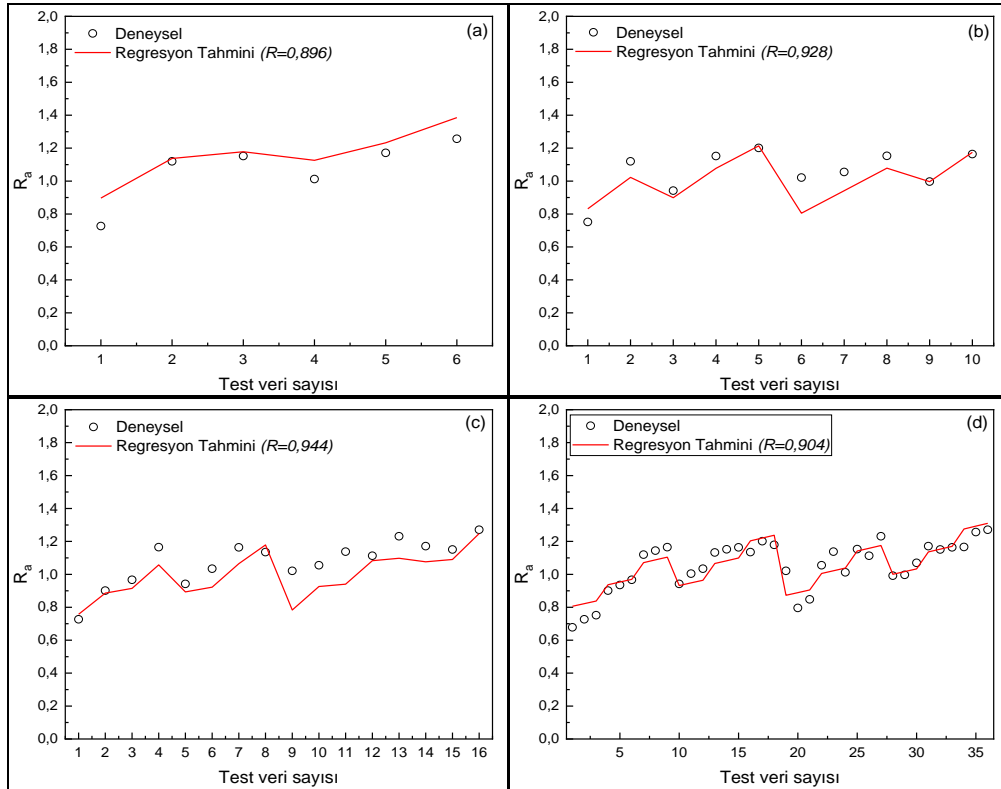 (a)
Deneysel
Regresyon Tahmini (R=0,896)
2,0
1,8
1,6
1,4
1,2
1,0
0,8
0,6
0,4
0,2
0,0
Ra
1 2 3 4 5 6
Test veri sayısı
(b)
Deneysel
Regresyon Tahmini (R=0,928)
2,0
1,8
1,6
1,4
1,2
1,0
0,8
0,6
0,4
0,2
0,0
Ra
1 2 3 4 5 6 7 8 9 10
Test veri sayısı
(c)
Deneysel
Regresyon Tahmini (R=0,944)
2,0
1,8
1,6
1,4
1,2
1,0
0,8
0,6
0,4
0,2
0,0
Ra
1 2 3 4 5 6 7 8 9 10 11 12 13 14 15 16
Test veri sayısı
(d)
Deneysel
Regresyon Tahmini (R=0,904)
2,0
1,8
1,6
1,4
1,2
1,0
0,8
0,6
0,4
0,2
0,0
Ra
5 10 15 20 25 30 35
Test veri sayısı